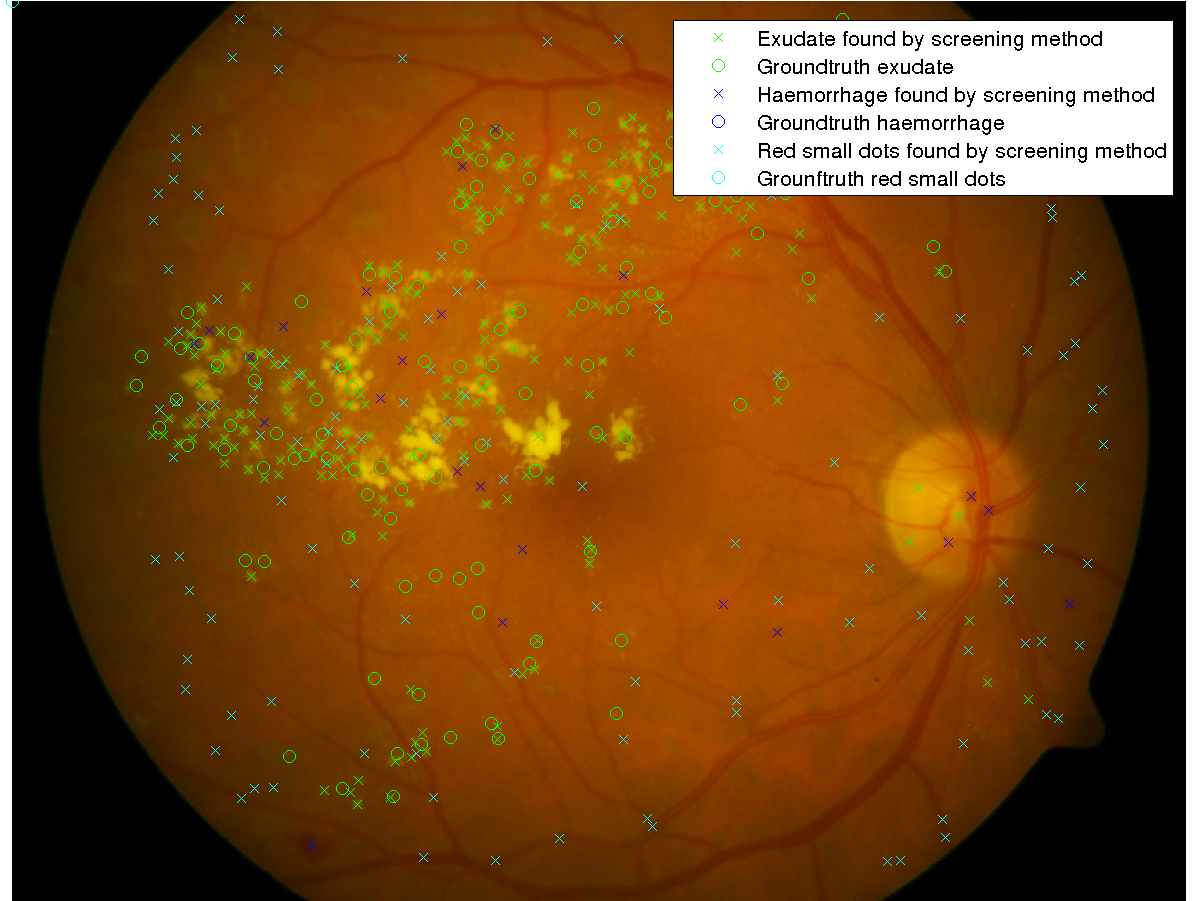 Exudate found by screening method
Groundtruth exudate
Haemorrhage found by screening method
Groundtruth haemorrhage
Red small dots found by screening method
Grounftruth red small dots